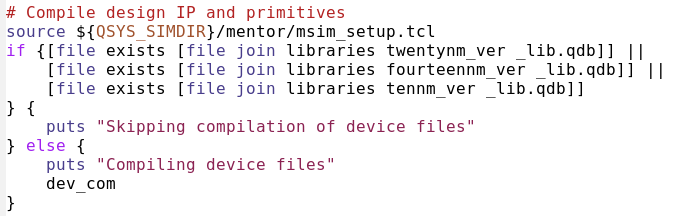 # Compile design IP and primitives
source ${QSYS_SIMDIR}/mentor/msim_setup.tcl
if {[file exists [file join libraries twentynm_ver _lib.qdb]] ||
    [file exists [file join libraries fourteennm_ver _lib.qdb]] ||
    [file exists [file join libraries tennm_ver _lib.qdb]]
} {
    puts "Skipping compilation of device files"
} else {
    puts "Compiling device files"
    dev_com
}